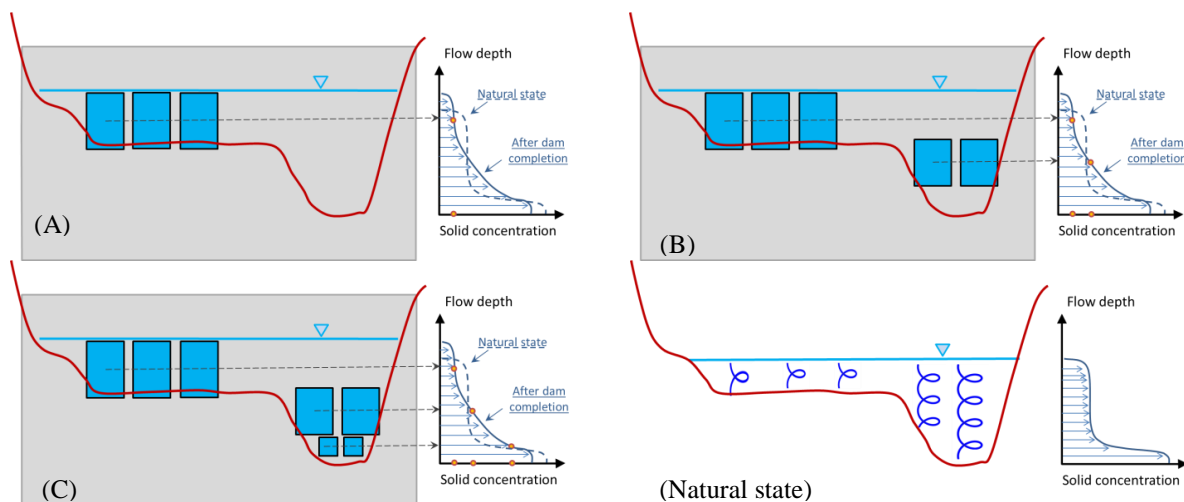 Flow depth
Natural
state
After dam
completion
Solid concentration
(A)
Flow depth
Natural
state
After dam
completion
Solid concentration
(B)
Flow depth
Natural
state
After dam
completion
Solid concentration
(C)
Flow depth
Solid concentration
(Natural state)